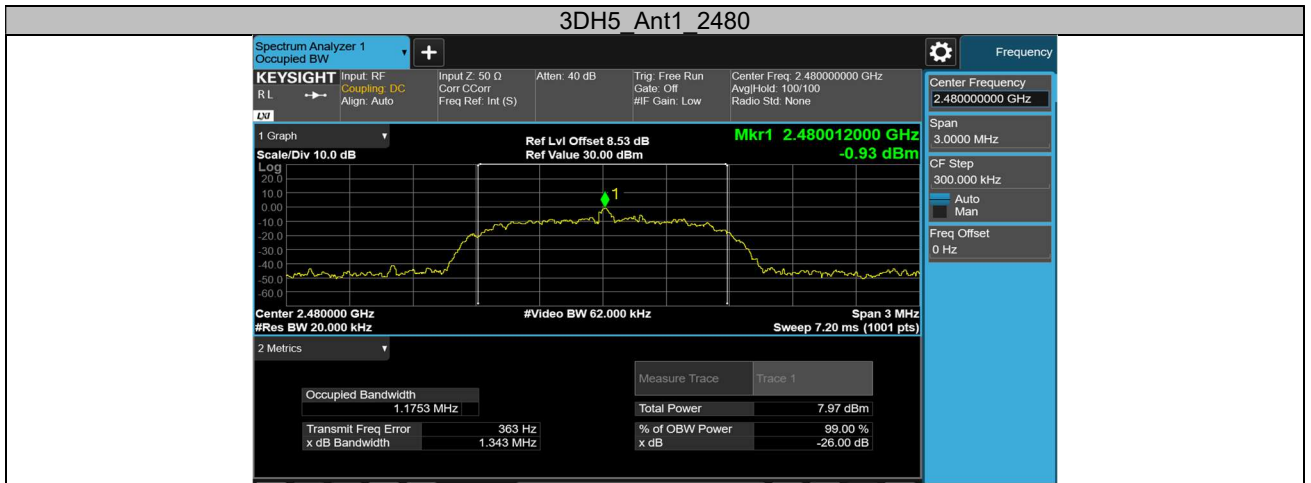 3DH5_Ant1_2480
Spectrum Analyzer 1
Occupied BW
+
Frequency
KEYSIGHT
RL
LXI
Input: RF
Coupling: DC
Align: Auto
Input Z: 50 Ω
Corr CCorr
Freq Ref: Int (S)
Atten: 40 dB
Trig: Free Run
Gate: Off
#IF Gain: Low
Center Freq: 2.480000000 GHz
Avg|Hold: 100/100
Radio Std: None
Center Frequency
2.480000000 GHz
Span
3.0000 MHz
CF Step
300.000 kHz
Auto
Man
Freq Offset
0 Hz
1 Graph
Scale/Div 10.0 dB
Ref Lvl Offset 8.53 dB
Ref Value 30.00 dBm
Mkr1 2.480012000 GHz
-0.93 dBm
Log
20.0
10.0
0.00
-10.0
-20.0
-30.0
-40.0
-50.0
-60.0
1
Center 2.480000 GHz
#Video BW 62.000 kHz
Span 3 MHz
#Res BW 20.000 kHz
Sweep 7.20 ms (1001 pts)
2 Metrics
Measure Trace Trace 1
Occupied Bandwidth
1.1753 MHz
Total Power 7.97 dBm
Transmit Freq Error 363 Hz
% of OBW Power 99.00 %
x dB Bandwidth 1.343 MHz
x dB -26.00 dB